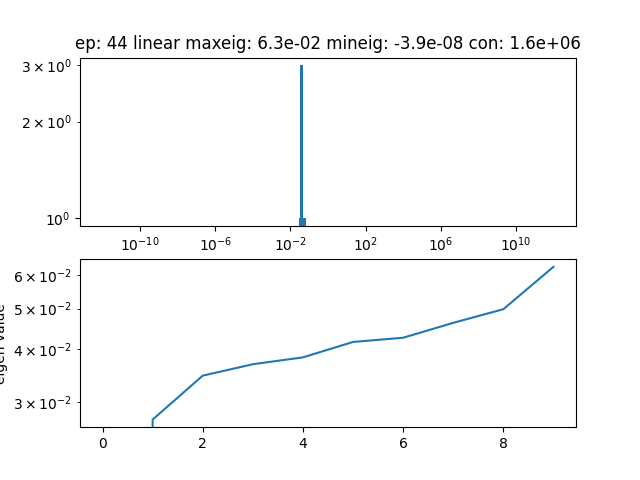 ep: 44 linear maxeig: 6.3e-02 mineig: -3.9e-08 con: 1.6e+06
3 × 10⁰
2 × 10⁰
10⁰
10⁻¹⁰ 10⁻⁶ 10⁻² 10² 10⁶ 10¹⁰
6 × 10⁻²
5 × 10⁻²
4 × 10⁻²
3 × 10⁻²
eigen value
0 2 4 6 8